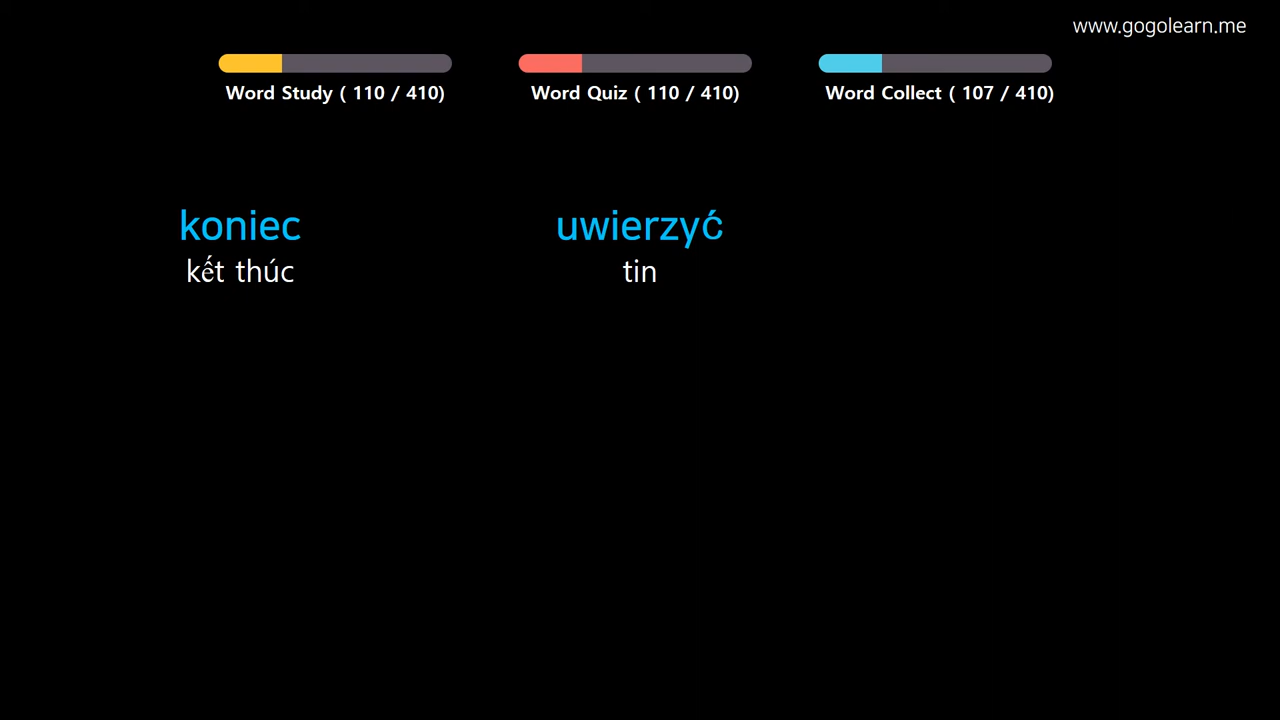 www.gogolearn.me
Word Study ( 110 / 410)
Word Quiz ( 110 / 410)
Word Collect ( 107 / 410)
koniec
kết thúc
uwierzyć
tin